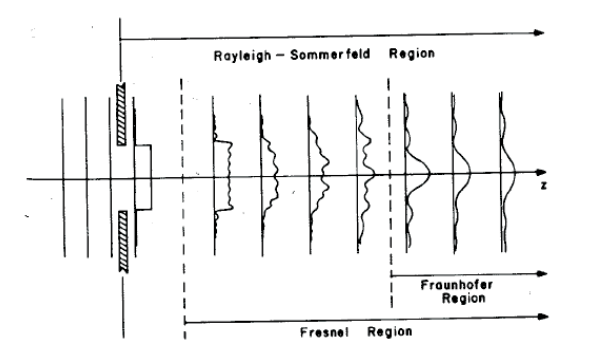 Rayleigh – Sommerfeld Region
z
Fraunhofer
Region
Fresnel Region